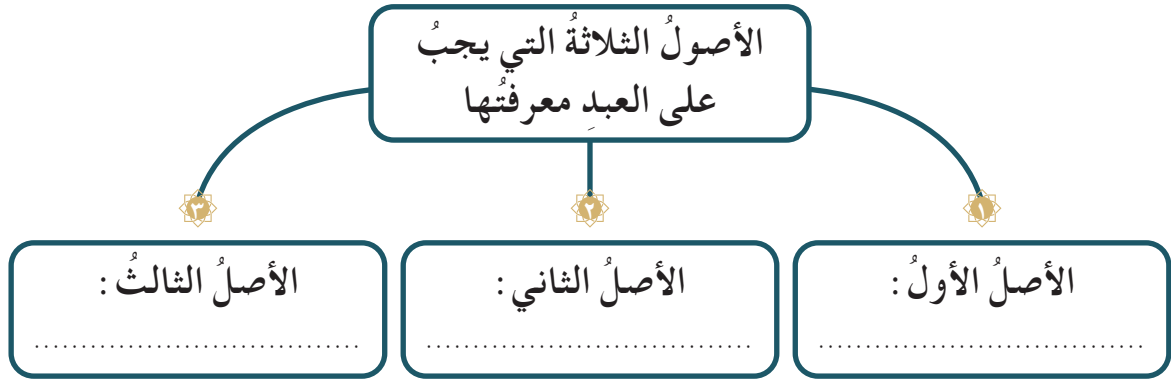 الأصولُ الثلاثةُ التي يجبُ
على العبدِ معرفتُها
١
الأصلُ الأولُ :
..................................
٢
الأصلُ الثاني :
..................................
٣
الأصلُ الثالثُ :
..................................